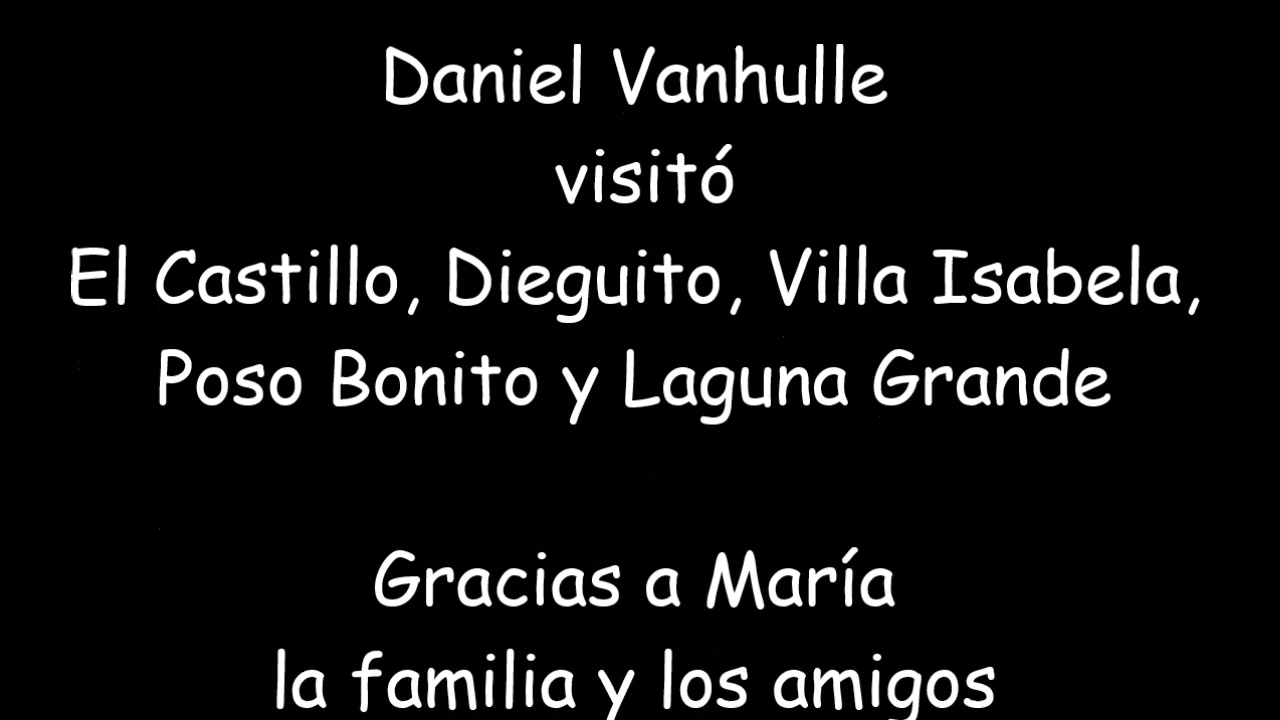 Daniel Vanhulle
visitó
El Castillo, Dieguito, Villa Isabela,
Poso Bonito y Laguna Grande
Gracias a María
la familia y los amigos